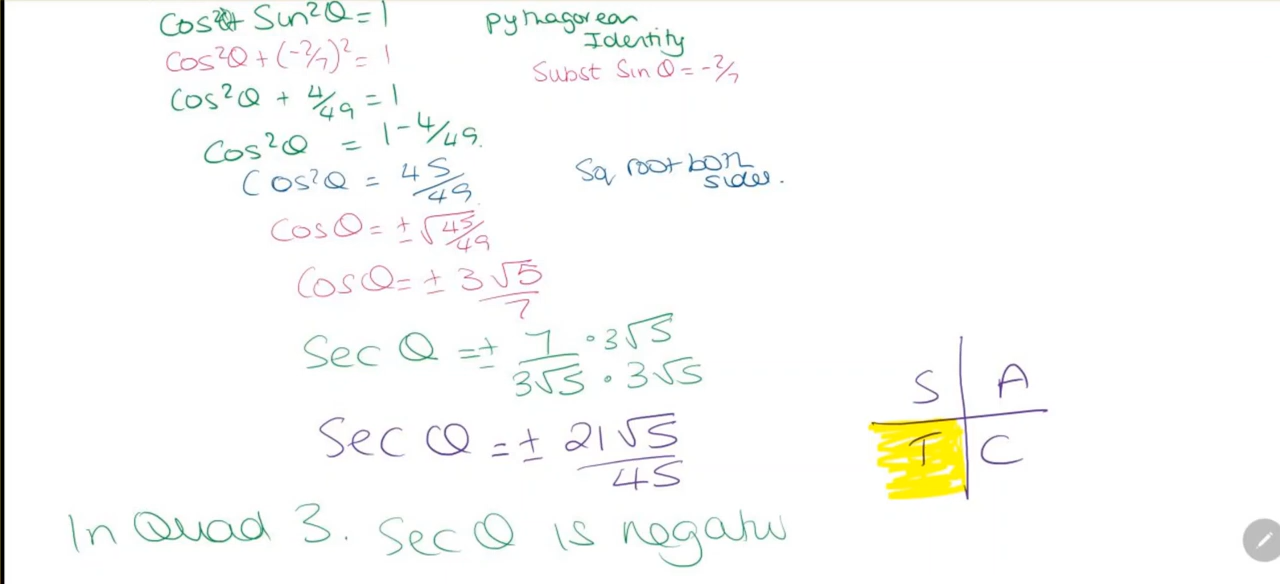 Cos²θ + Sin²θ = 1 Pythagorean Identity
Cos²θ + (-2/7)² = 1 Subst Sin θ = -2/7
Cos²θ + 4/49 = 1
Cos²θ = 1 - 4/49.
Cos²θ = 45/49. Sq root both sides.
Cos θ = ± √45/49
Cos θ = ± 3√5/7
Sec θ = ± 7/3√5 · 3√5/3√5
Sec θ = ± 21√5/45
S A
T C
In Quad 3. Sec θ is negativ